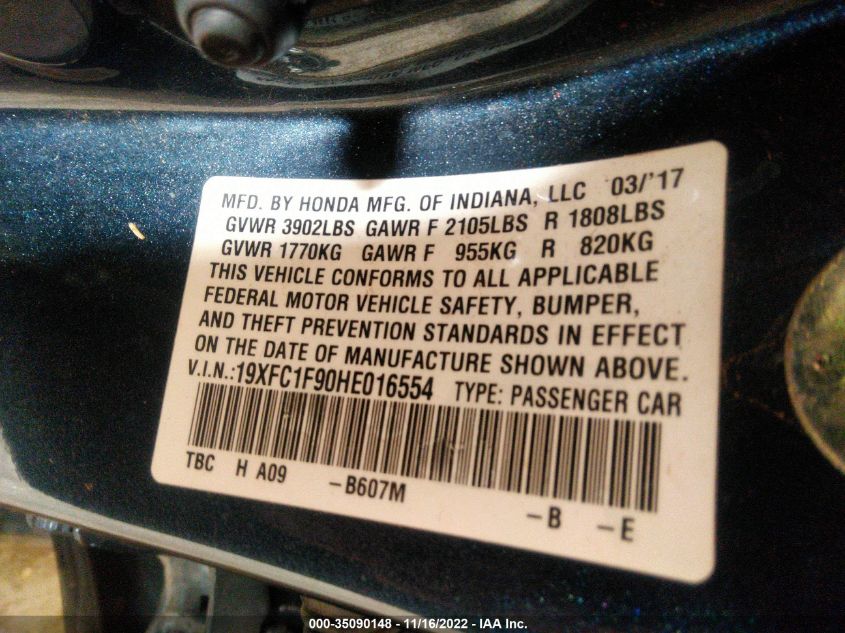 MFD. BY HONDA MFG. OF INDIANA, LLC 03/'17
GVWR 3902LBS GAWR F 2105LBS R 1808LBS
GVWR 1770KG GAWR F 955KG R 820KG
THIS VEHICLE CONFORMS TO ALL APPLICABLE
FEDERAL MOTOR VEHICLE SAFETY, BUMPER,
AND THEFT PREVENTION STANDARDS IN EFFECT
ON THE DATE OF MANUFACTURE SHOWN ABOVE.
V.I.N.:19XFC1F90HE016554 TYPE: PASSENGER CAR
TBC H A09 -B607M -B -E
000-35090148 - 11/16/2022 - IAA Inc.